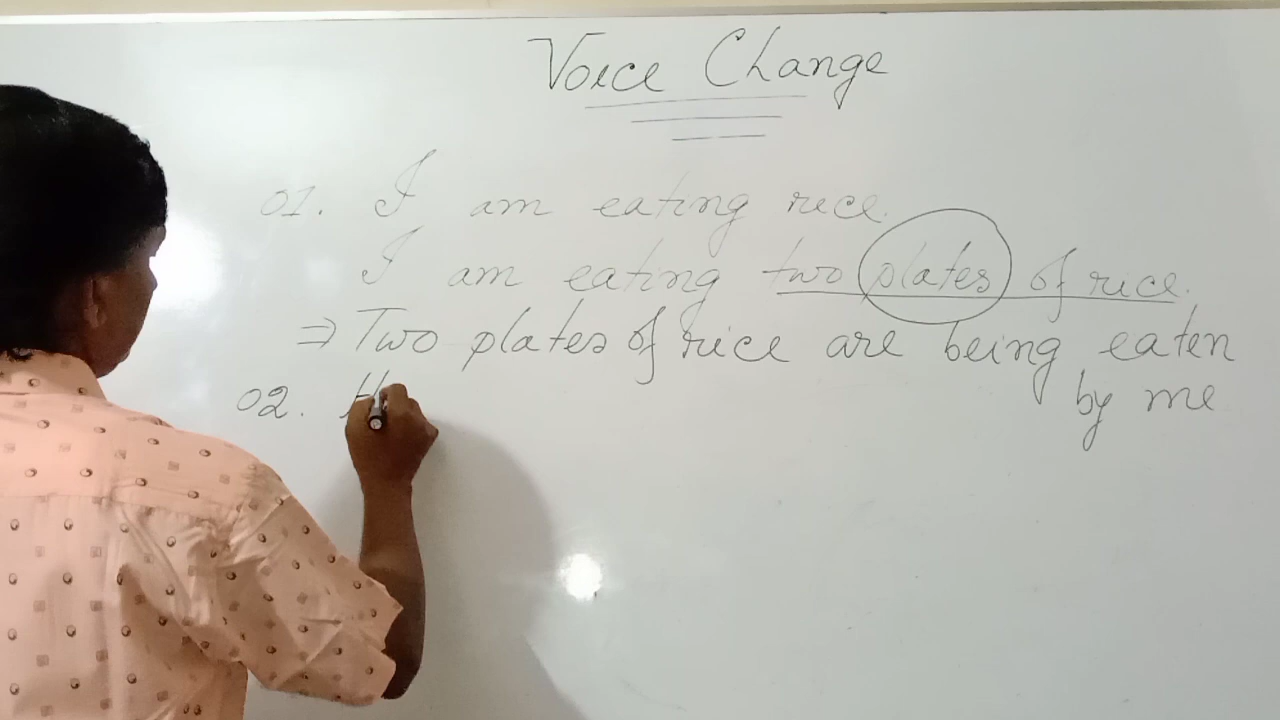 Voice Change
01. I am eating rice.
I am eating two plates of rice.
⇒ Two plates of rice are being eaten
by me
02. H